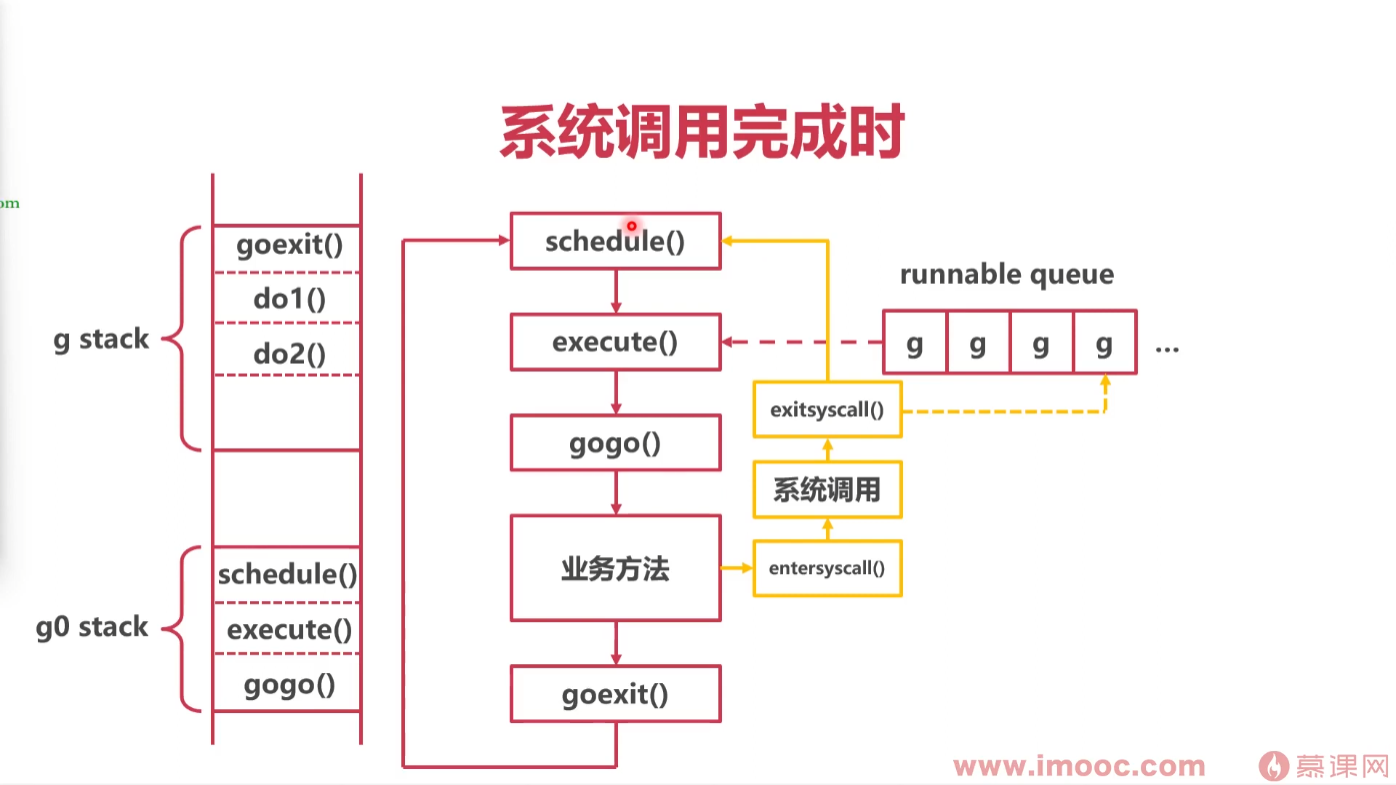 系统调用完成时
om
g stack
goexit()
do1()
do2()
g0 stack
schedule()
execute()
gogo()
schedule()
execute()
gogo()
业务方法
goexit()
exitsyscall()
系统调用
entersyscall()
runnable queue
g g g g ...
www.imooc.com 慕课网